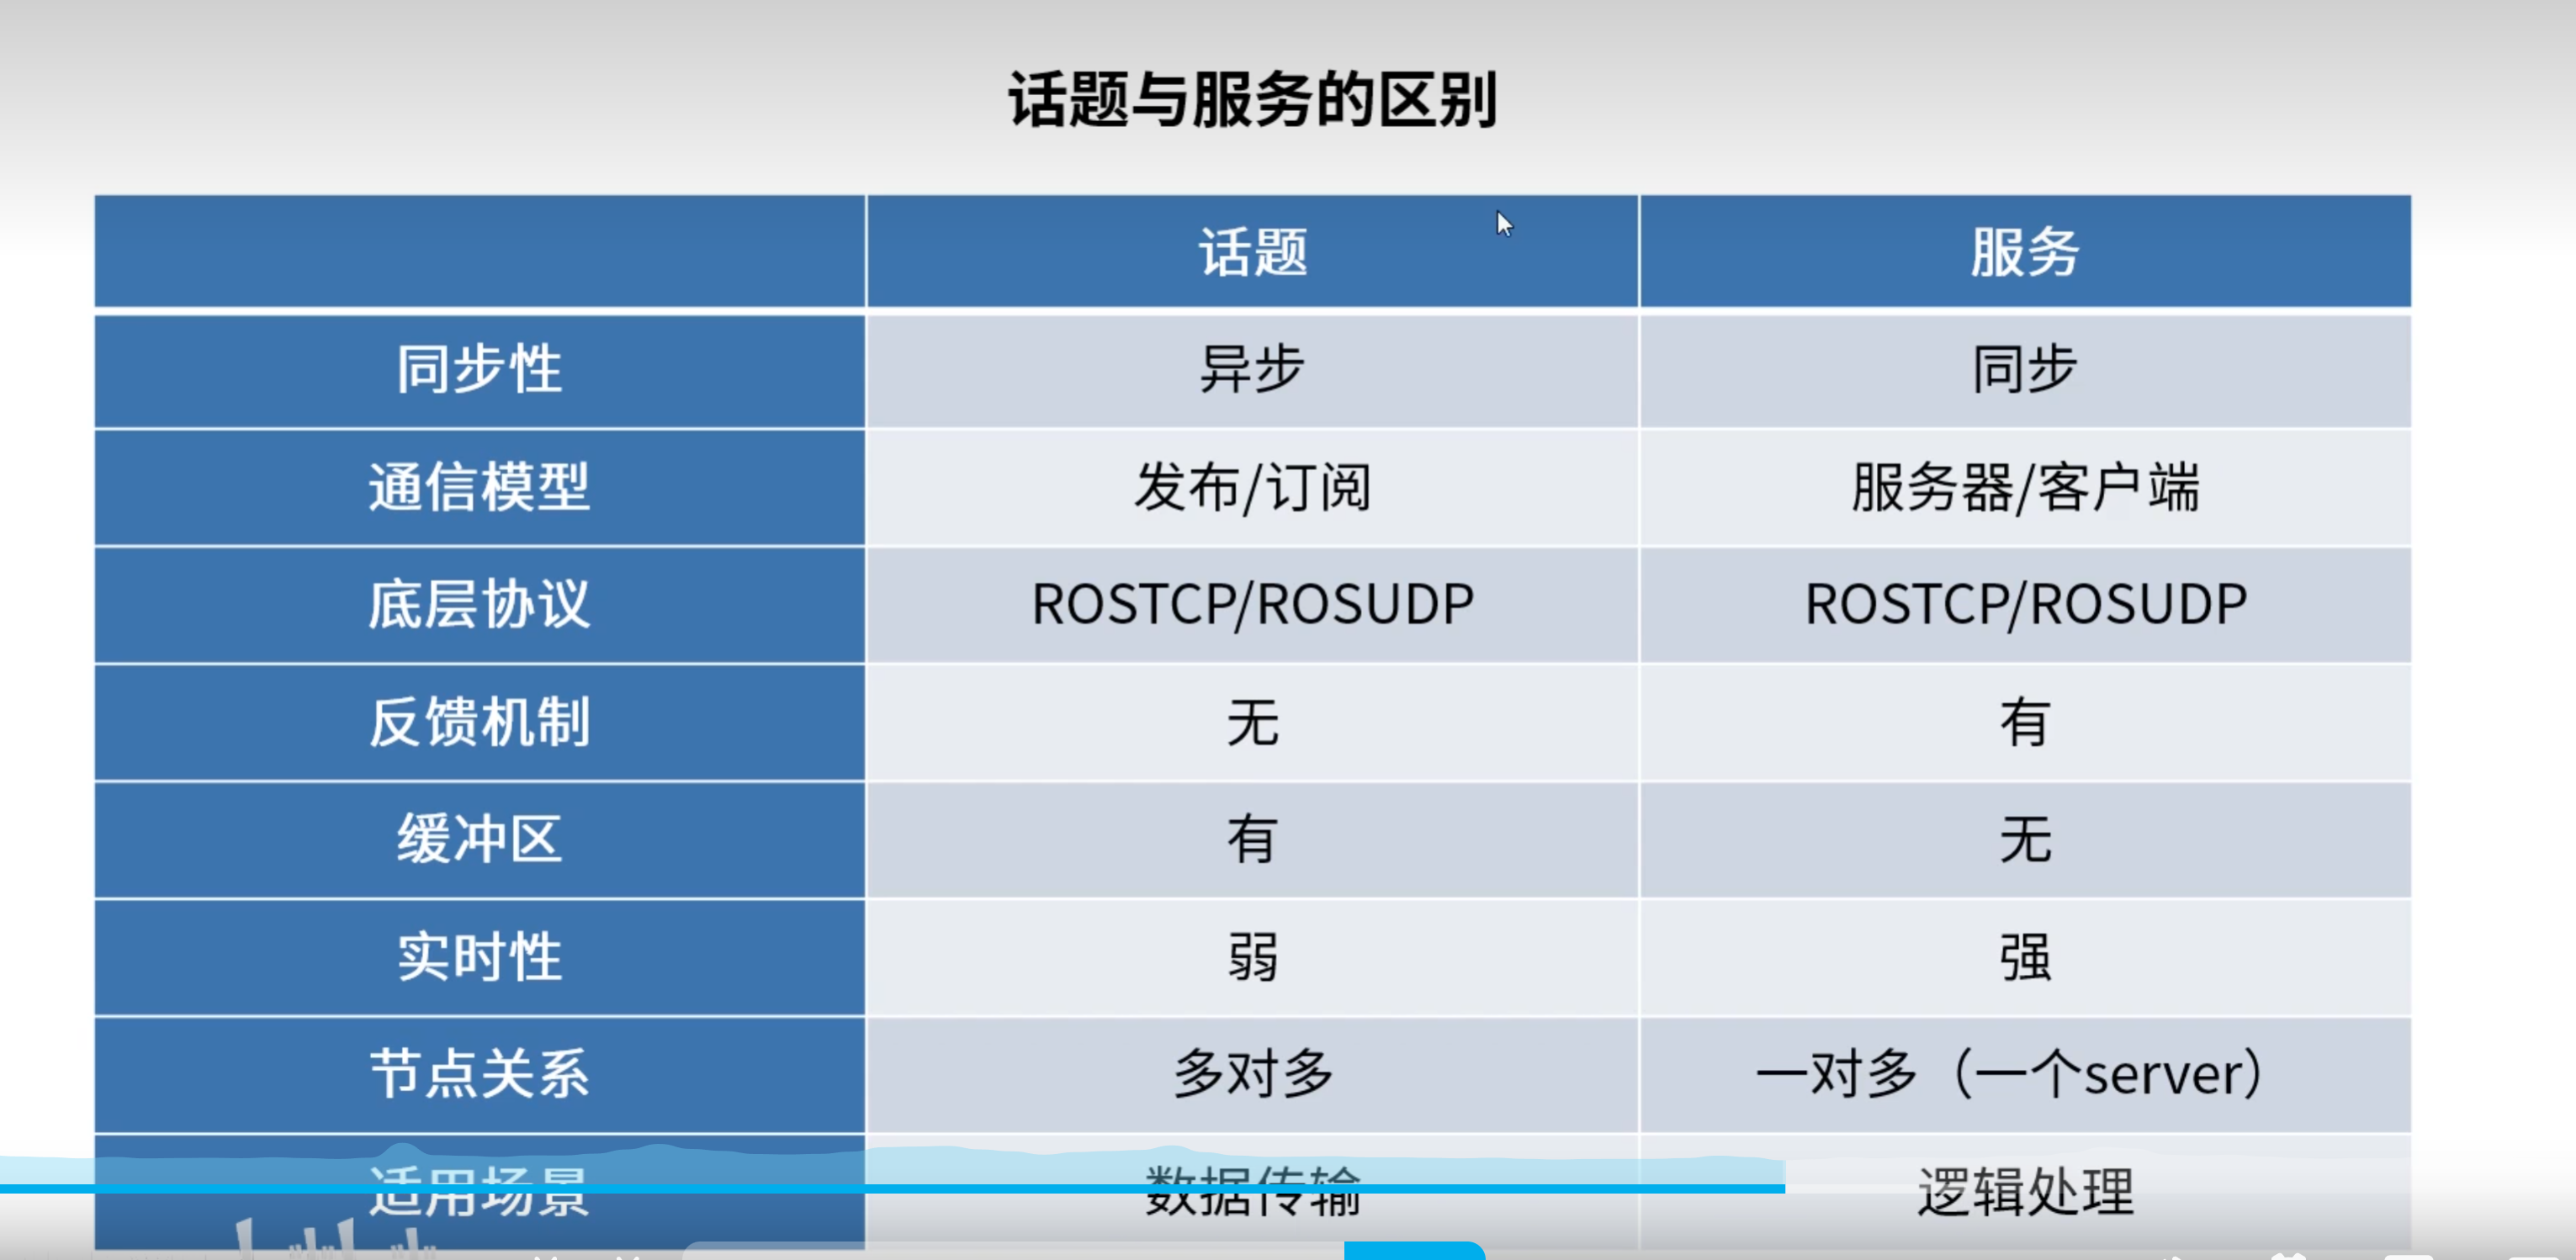 话题与服务的区别
话题 服务
同步性 异步 同步
通信模型 发布/订阅 服务器/客户端
底层协议 ROSTCP/ROSUDP ROSTCP/ROSUDP
反馈机制 无 有
缓冲区 有 无
实时性 弱 强
节点关系 多对多 一对多（一个server）
适用场景 数据传输 逻辑处理